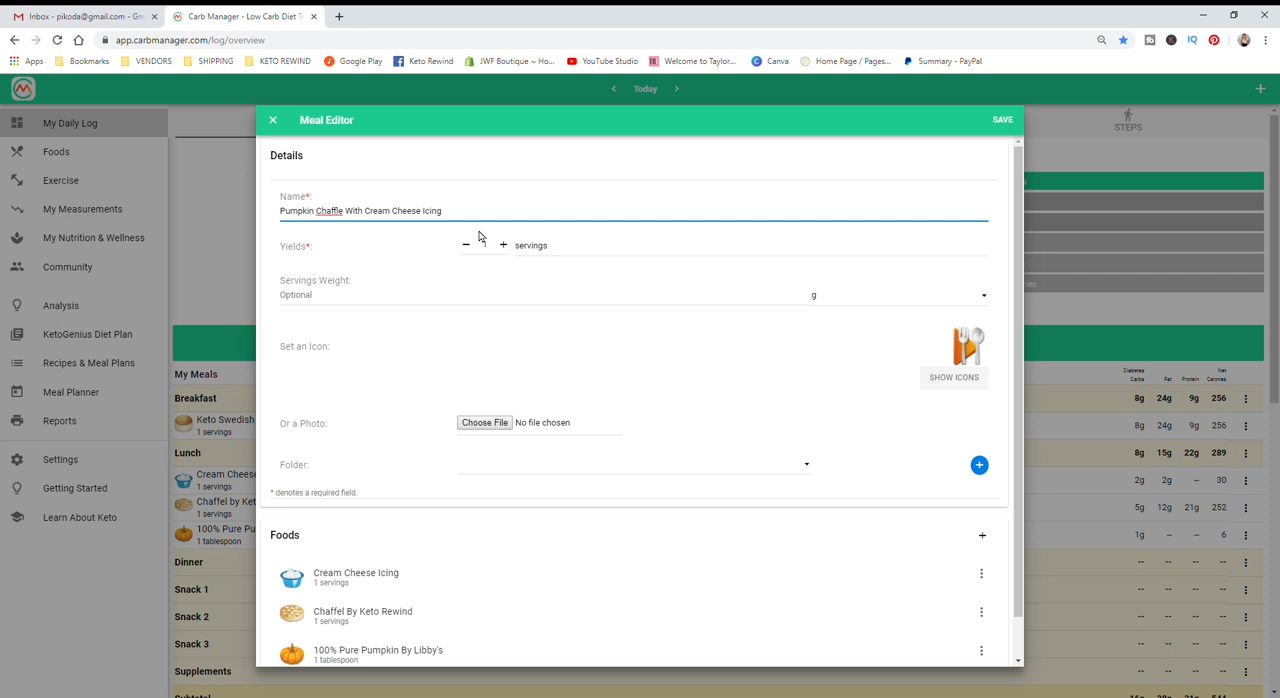 Inbox - pikoda@gmail.com - Gm
Carb Manager - Low Carb Diet Tr
app.carbmanager.com/log/overview
Apps
Bookmarks
VENDORS
SHIPPING
KETO REWIND
Google Play
Keto Rewind
JWF Boutique ~ Ho...
YouTube Studio
Welcome to Taylor...
Canva
Home Page / Pages...
Summary - PayPal
Today
My Daily Log
Foods
Exercise
My Measurements
My Nutrition & Wellness
Community
Analysis
KetoGenius Diet Plan
Recipes & Meal Plans
Meal Planner
Reports
Settings
Getting Started
Learn About Keto
STEPS
Meal Editor
SAVE
Details
Name*:
Pumpkin Chaffle With Cream Cheese Icing
Yields*:
− + servings
Servings Weight:
Optional
g
Set an Icon:
SHOW ICONS
Or a Photo:
Choose File No file chosen
Folder:
* denotes a required field.
Foods
Cream Cheese Icing
1 servings
Chaffel By Keto Rewind
1 servings
100% Pure Pumpkin By Libby's
1 tablespoon
My Meals
Diabetes Carbs Fat Protein Net Calories
Breakfast 8g 24g 9g 256
Keto Swedish 8g 24g 9g 256
1 servings
Lunch 8g 15g 22g 289
Cream Chees 2g 2g -- 30
1 servings
Chaffel by Ket 5g 12g 21g 252
1 servings
100% Pure Pu 1g -- -- 6
1 tablespoon
Dinner -- -- -- --
Snack 1 -- -- -- --
Snack 2 -- -- -- --
Snack 3 -- -- -- --
Supplements -- -- -- --
Subtotal